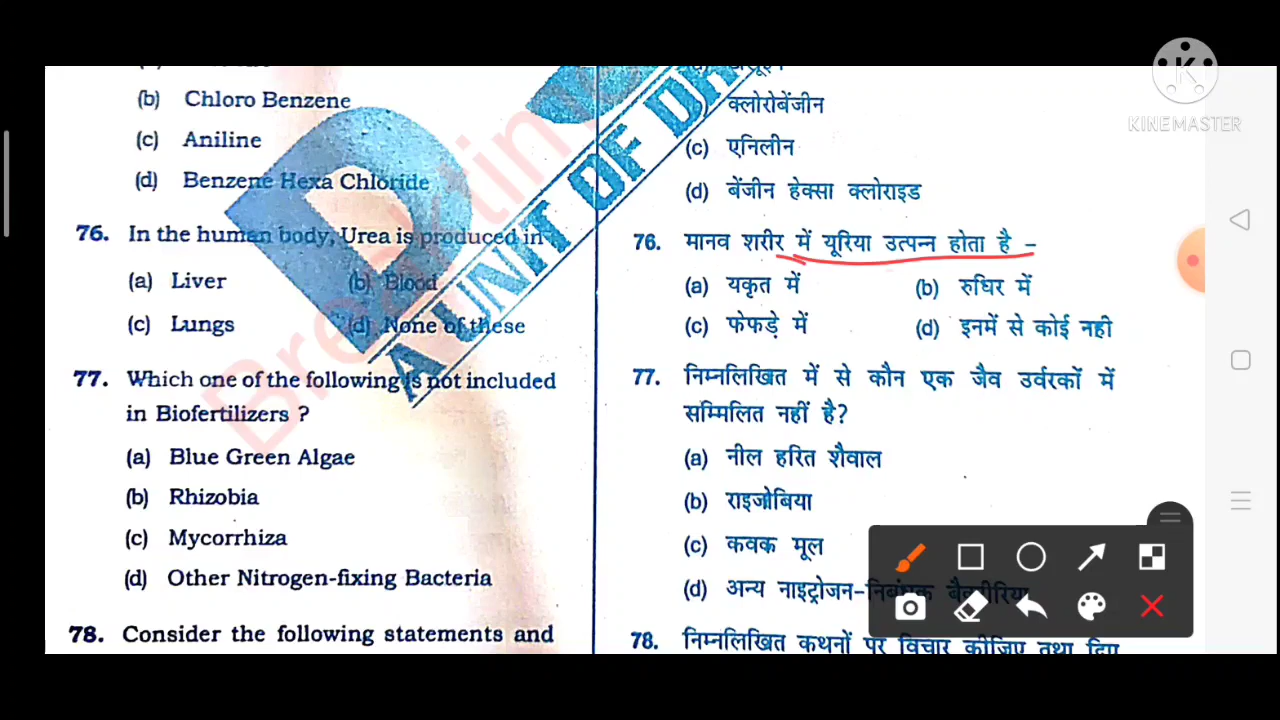 (b) Chloro Benzene
(c) Aniline
(d) Benzene Hexa Chloride
76. In the human body, Urea is produced in
(a) Liver (b) Blood
(c) Lungs (d) None of these
77. Which one of the following is not included
in Biofertilizers ?
(a) Blue Green Algae
(b) Rhizobia
(c) Mycorrhiza
(d) Other Nitrogen-fixing Bacteria
78. Consider the following statements and
क्लोरोबेंजीन
(c) एनिलीन
(d) बेंजीन हेक्सा क्लोराइड
76. मानव शरीर में यूरिया उत्पन्न होता है –
(a) यकृत में (b) रुधिर में
(c) फेफड़े में (d) इनमें से कोई नही
77. निम्नलिखित में से कौन एक जैव उर्वरकों में
सम्मिलित नहीं है?
(a) नील हरित शैवाल
(b) राइजोबिया
(c) कवक मूल
(d) अन्य नाइट्रोजन-निबंधक बैक्टीरिया
78. निम्नलिखित कथनों पर विचार कीजिए तथा दिए
A UNIT OF
K
KINEMASTER